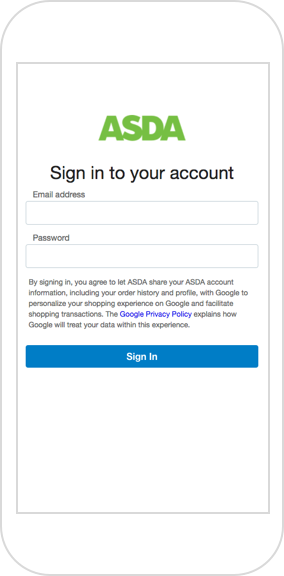 ASDA
Sign in to your account
Email address
Password
By signing in, you agree to let ASDA share your ASDA account
information, including your order history and profile, with Google to
personalize your shopping experience on Google and facilitate
shopping transactions. The Google Privacy Policy explains how
Google will treat your data within this experience.
Sign In